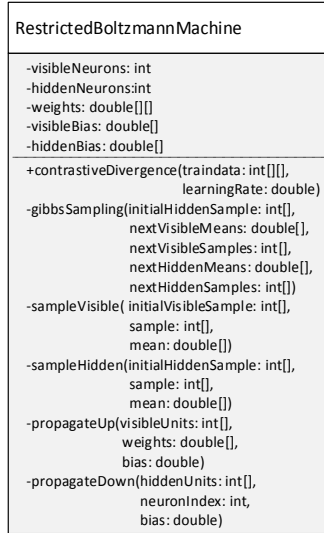 RestrictedBoltzmannMachine
-visibleNeurons: int
-hiddenNeurons:int
-weights: double[][]
-visibleBias: double[]
-hiddenBias: double[]
+contrastiveDivergence(traindata: int[][],
learningRate: double)
-gibbsSampling(initialHiddenSample: int[],
nextVisibleMeans: double[],
nextVisibleSamples: int[],
nextHiddenMeans: double[],
nextHiddenSamples: int[])
-sampleVisible( initialVisibleSample: int[],
sample: int[],
mean: double[])
-sampleHidden(initialHiddenSample: int[],
sample: int[],
mean: double[])
-propagateUp(visibleUnits: int[],
weights: double[],
bias: double)
-propagateDown(hiddenUnits: int[],
neuronIndex: int,
bias: double)